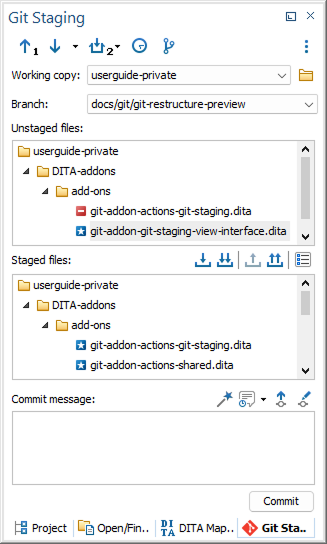 Git Staging
1
2
Working copy: userguide-private
Branch: docs/git/git-restructure-preview
Unstaged files:
userguide-private
DITA-addons
add-ons
git-addon-actions-git-staging.dita
git-addon-git-staging-view-interface.dita
Staged files:
userguide-private
DITA-addons
add-ons
git-addon-actions-git-staging.dita
git-addon-actions-shared.dita
Commit message:
Commit
Project
Open/Fin..
DI
TA
DITA Map..
Git Sta..